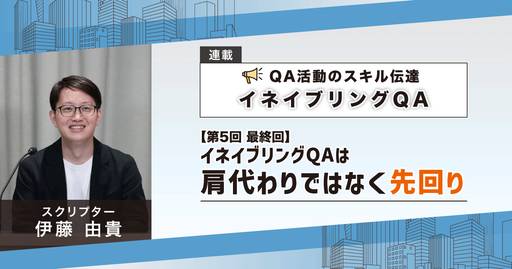 連載
QA活動のスキル伝達
イネイブリングQA
【第5回 最終回】
イネイブリングQAは
肩代わりではなく先回り
スクリプター
伊藤 由貴